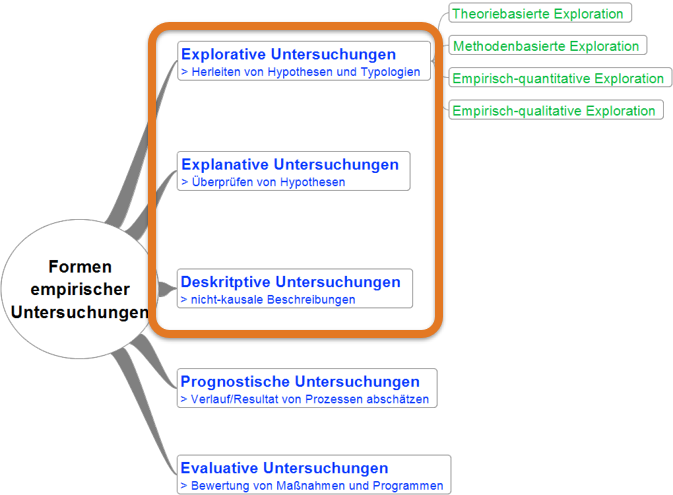 Theoriebasierte Exploration
Explorative Untersuchungen
> Herleiten von Hypothesen und Typologien
Methodenbasierte Exploration
Empirisch-quantitative Exploration
Empirisch-qualitative Exploration
Explanative Untersuchungen
> Überprüfen von Hypothesen
Formen
empirischer
Untersuchungen
Deskritptive Untersuchungen
> nicht-kausale Beschreibungen
Prognostische Untersuchungen
> Verlauf/Resultat von Prozessen abschätzen
Evaluative Untersuchungen
> Bewertung von Maßnahmen und Programmen